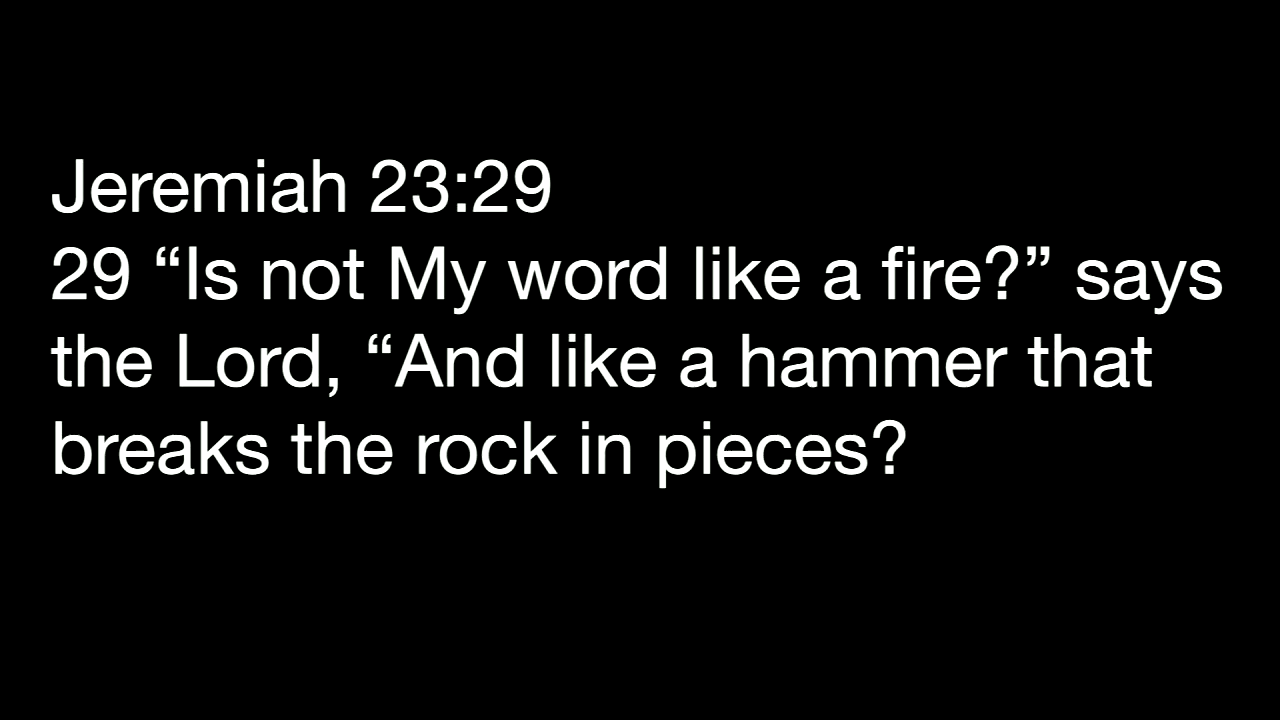 Jeremiah 23:29
29 “Is not My word like a fire?” says
the Lord, “And like a hammer that
breaks the rock in pieces?